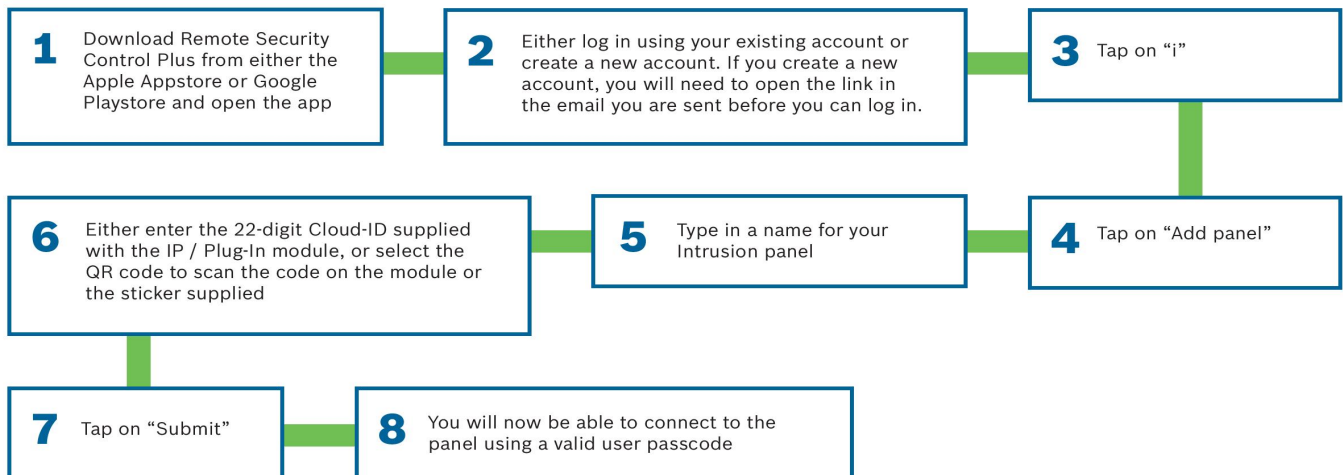 1
Download Remote Security
Control Plus from either the
Apple Appstore or Google
Playstore and open the app
2
Either log in using your existing account or
create a new account. If you create a new
account, you will need to open the link in
the email you are sent before you can log in.
3
Tap on “i”
4
Tap on “Add panel”
5
Type in a name for your
Intrusion panel
6
Either enter the 22-digit Cloud-ID supplied
with the IP / Plug-In module, or select the
QR code to scan the code on the module or
the sticker supplied
7
Tap on “Submit”
8
You will now be able to connect to the
panel using a valid user passcode